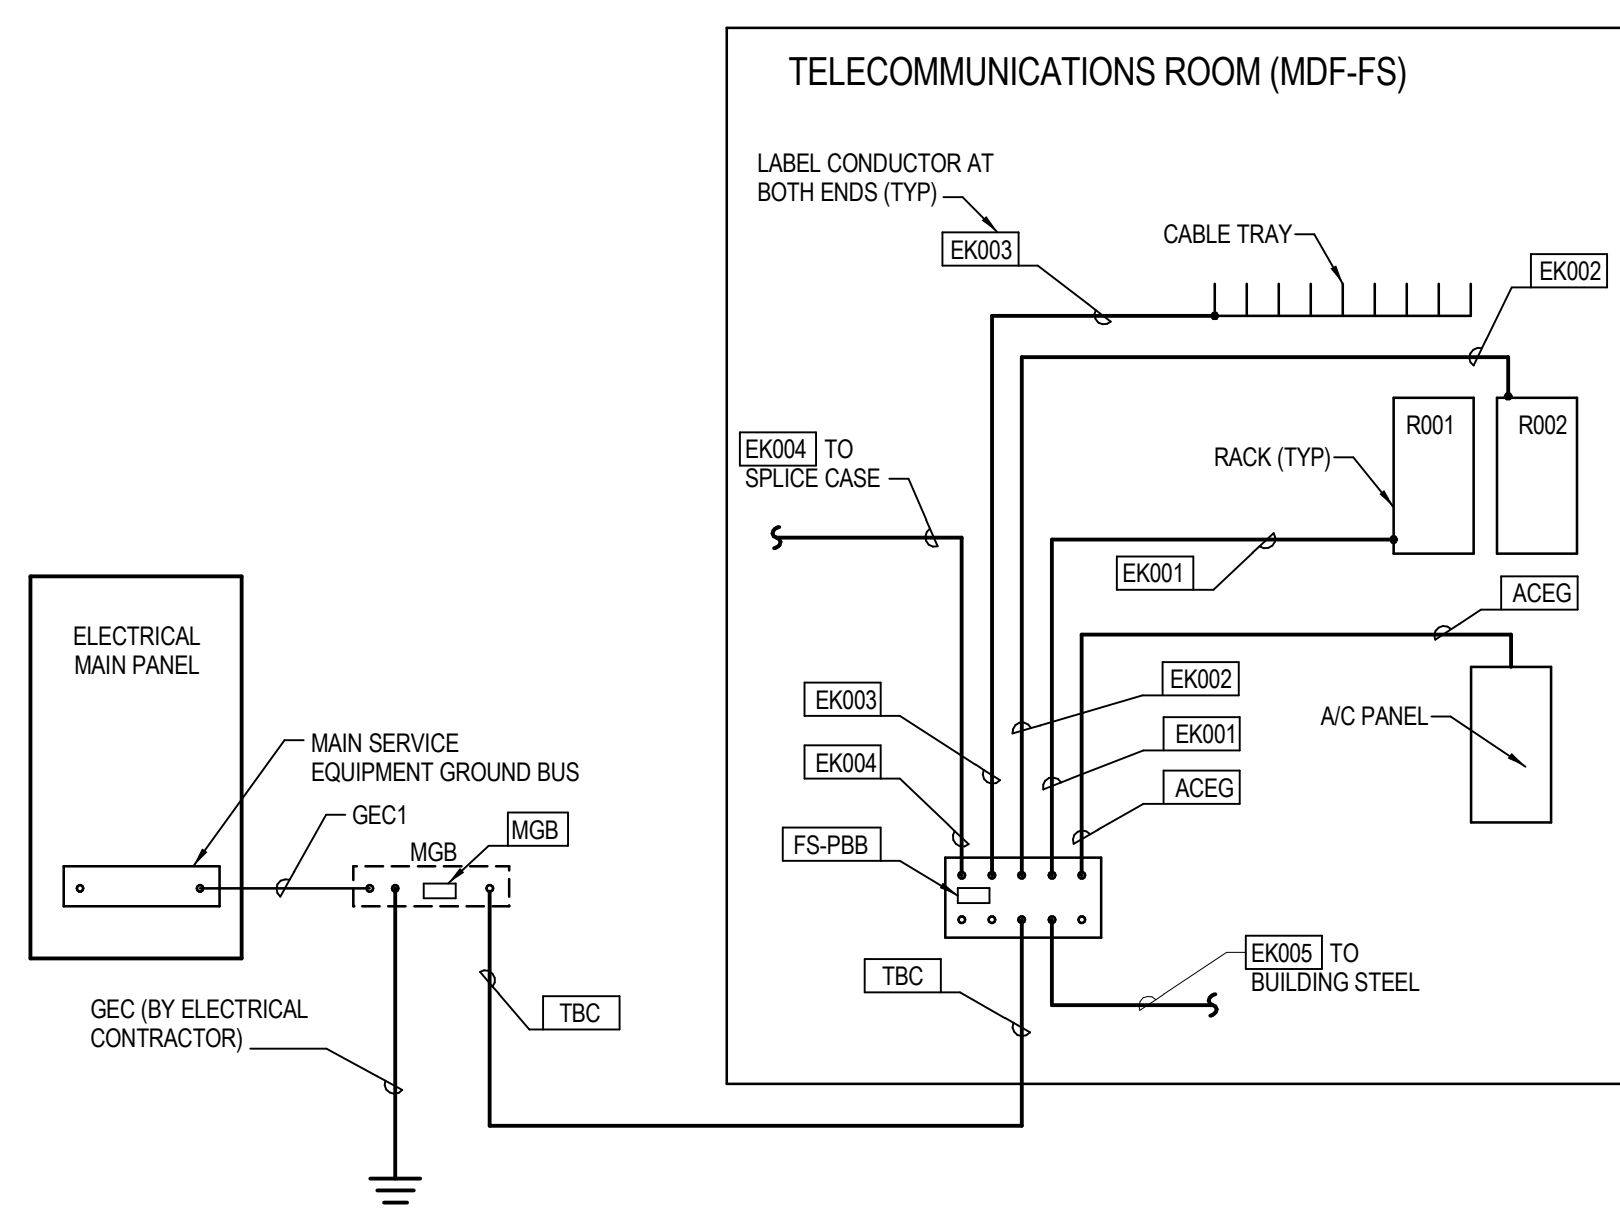 TELECOMMUNICATIONS ROOM (MDF-FS)
LABEL CONDUCTOR AT
BOTH ENDS (TYP)
EK003
CABLE TRAY
EK002
R001
R002
RACK (TYP)
EK004 TO
SPLICE CASE
EK001
ACEG
ELECTRICAL
MAIN PANEL
EK003
EK002
EK001
A/C PANEL
EK004
ACEG
MAIN SERVICE
EQUIPMENT GROUND BUS
GEC1
MGB
MGB
FS-PBB
EK005 TO
BUILDING STEEL
TBC
GEC (BY ELECTRICAL
CONTRACTOR)
TBC